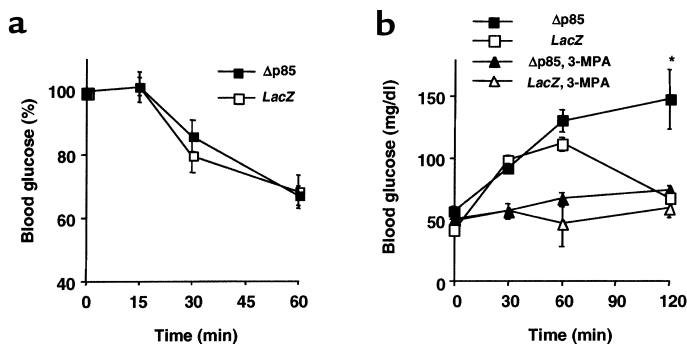 a
Δp85
LacZ
Blood glucose (%)
100
80
60
40
0 15 30 45 60
Time (min)
b
Δp85
LacZ
Δp85, 3-MPA
LacZ, 3-MPA
*
Blood glucose (mg/dl)
150
100
50
0
0 30 60 90 120
Time (min)